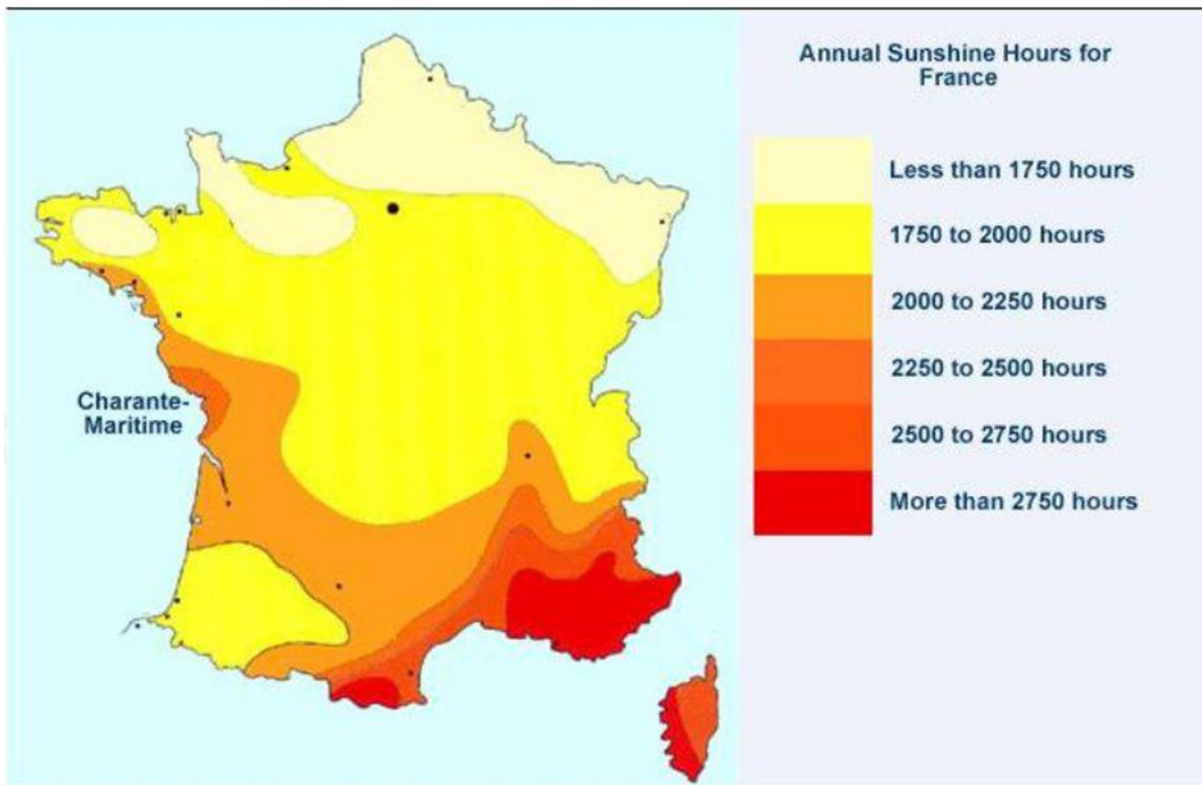 Annual Sunshine Hours for
France
Less than 1750 hours
1750 to 2000 hours
2000 to 2250 hours
2250 to 2500 hours
2500 to 2750 hours
More than 2750 hours
Charante-
Maritime